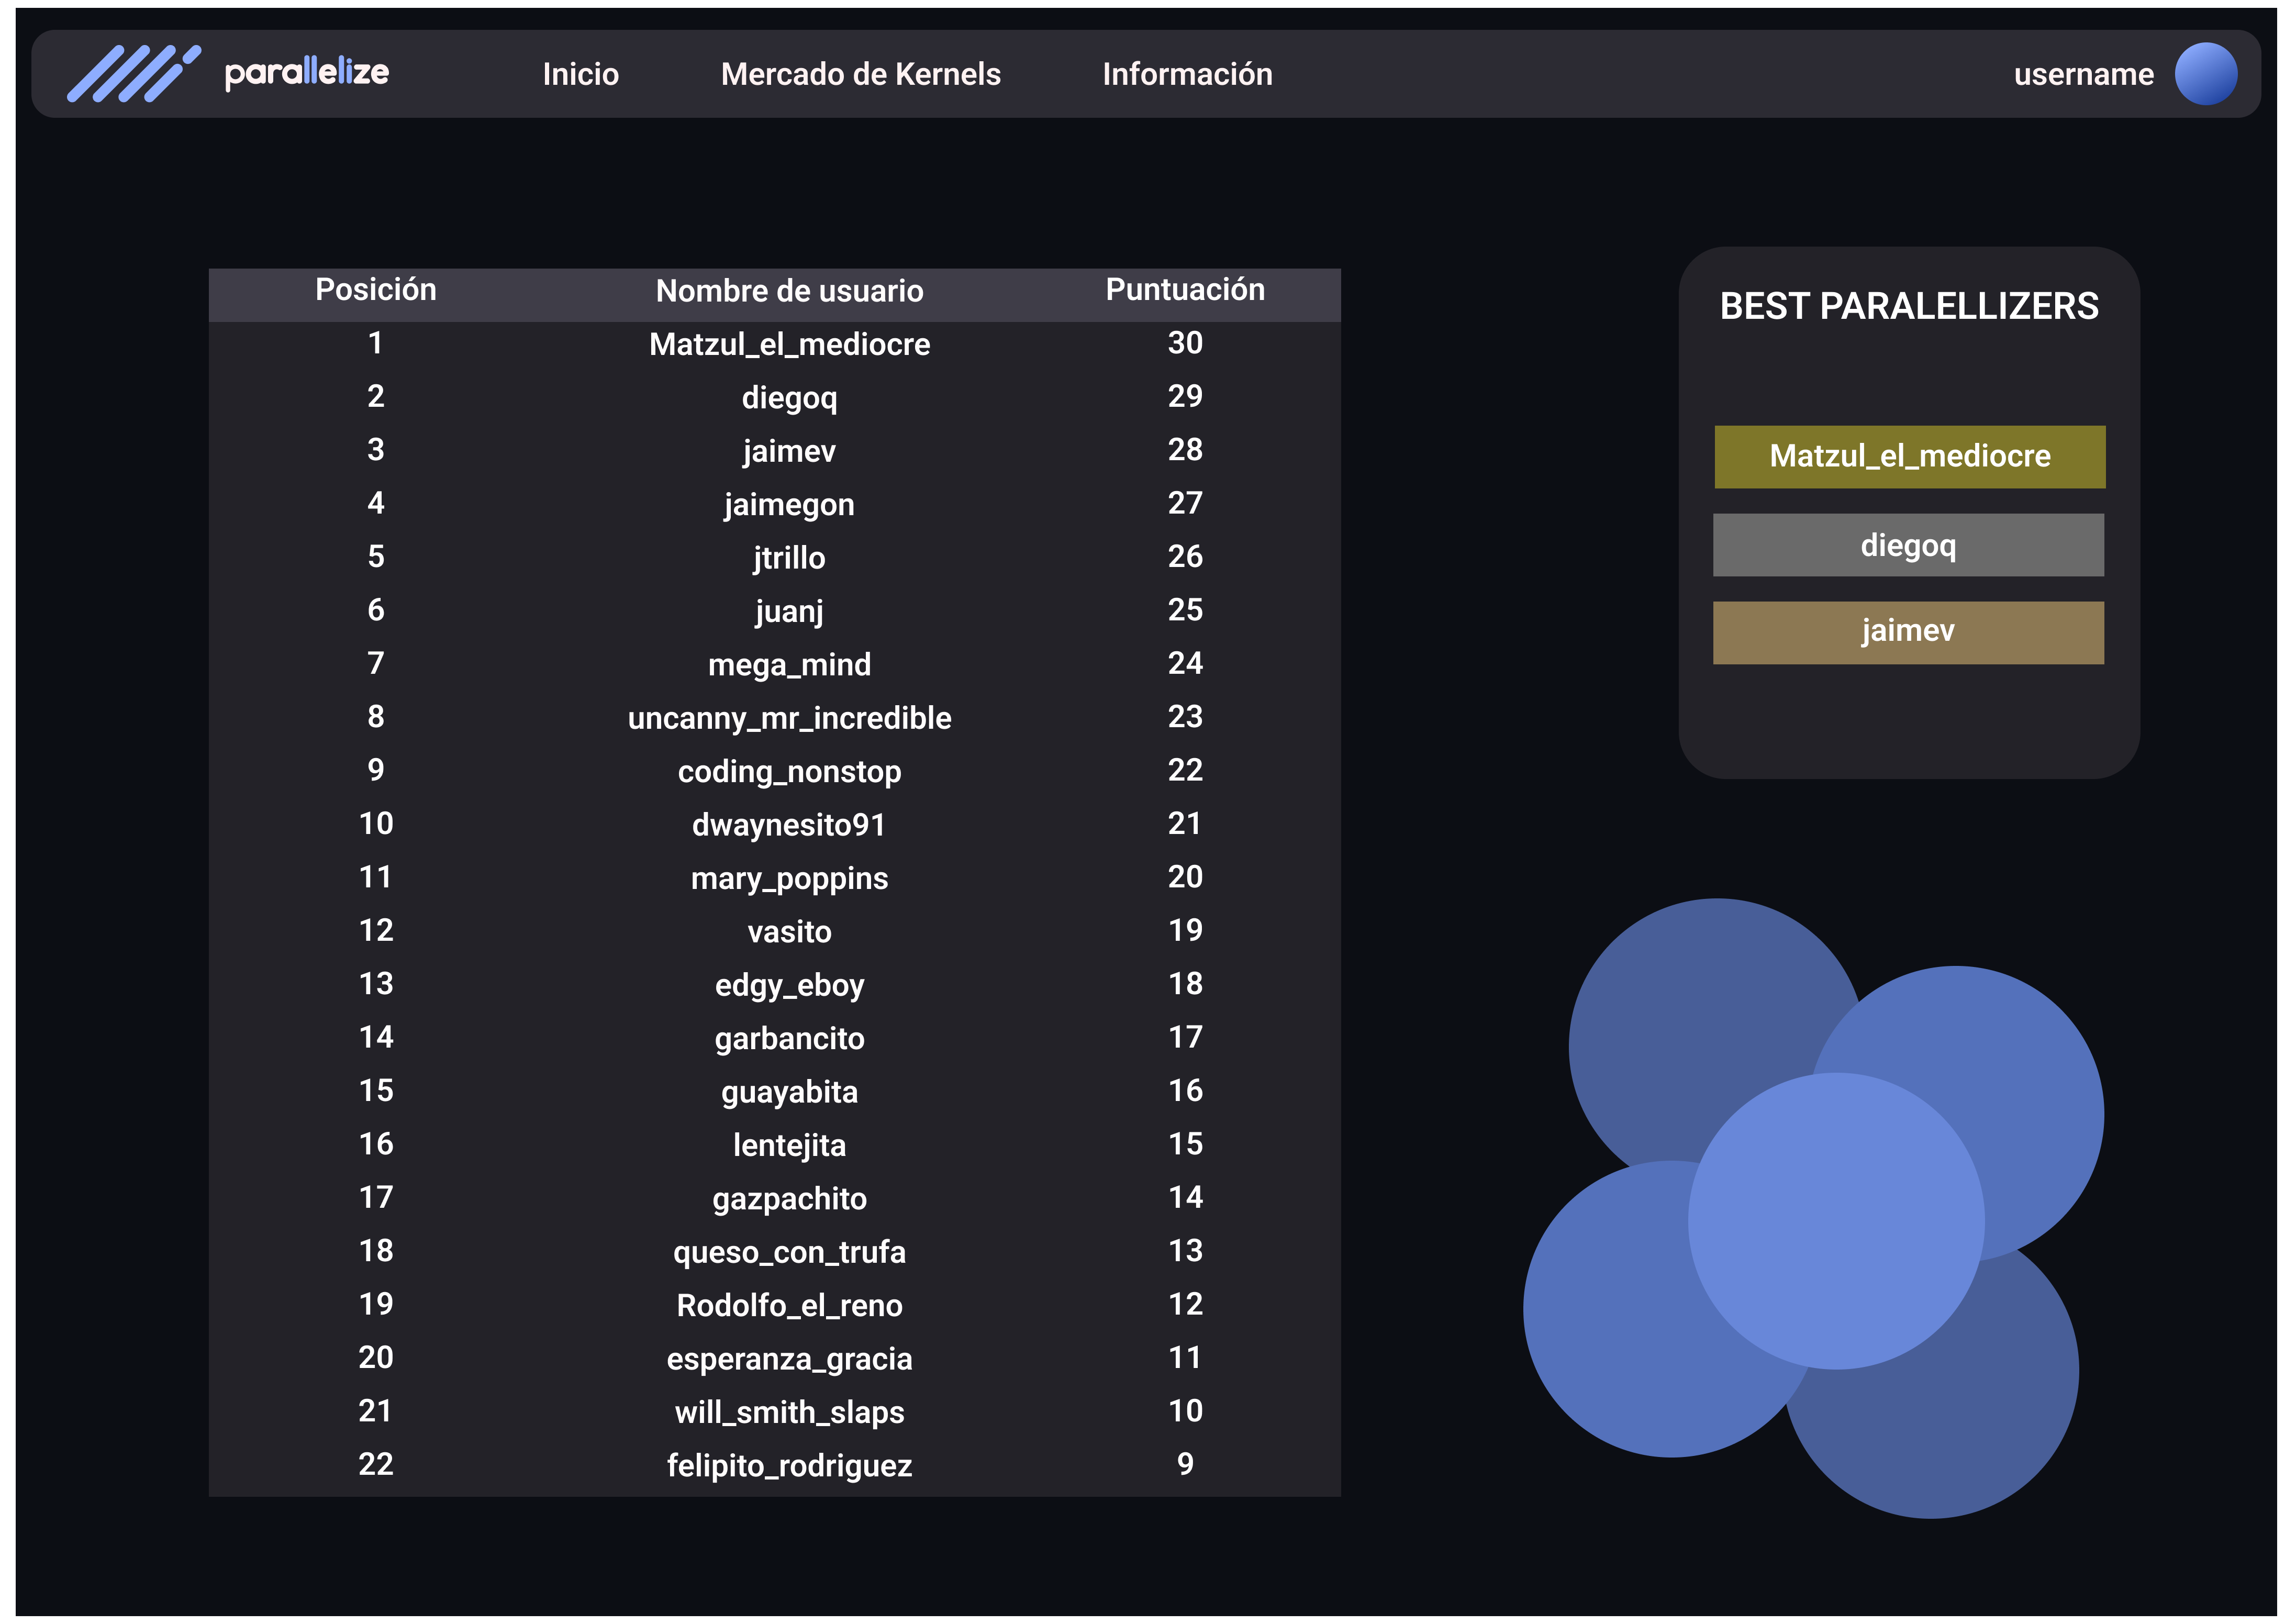 parallelize Inicio Mercado de Kernels Información username
Posición Nombre de usuario Puntuación
1 Matzul_el_mediocre 30
2 diegoq 29
3 jaimev 28
4 jaimegon 27
5 jtrillo 26
6 juanj 25
7 mega_mind 24
8 uncanny_mr_incredible 23
9 coding_nonstop 22
10 dwaynesito91 21
11 mary_poppins 20
12 vasito 19
13 edgy_eboy 18
14 garbancito 17
15 guayabita 16
16 lentejita 15
17 gazpachito 14
18 queso_con_trufa 13
19 Rodolfo_el_reno 12
20 esperanza_gracia 11
21 will_smith_slaps 10
22 felipito_rodriguez 9
BEST PARALELLIZERS
Matzul_el_mediocre
diegoq
jaimev